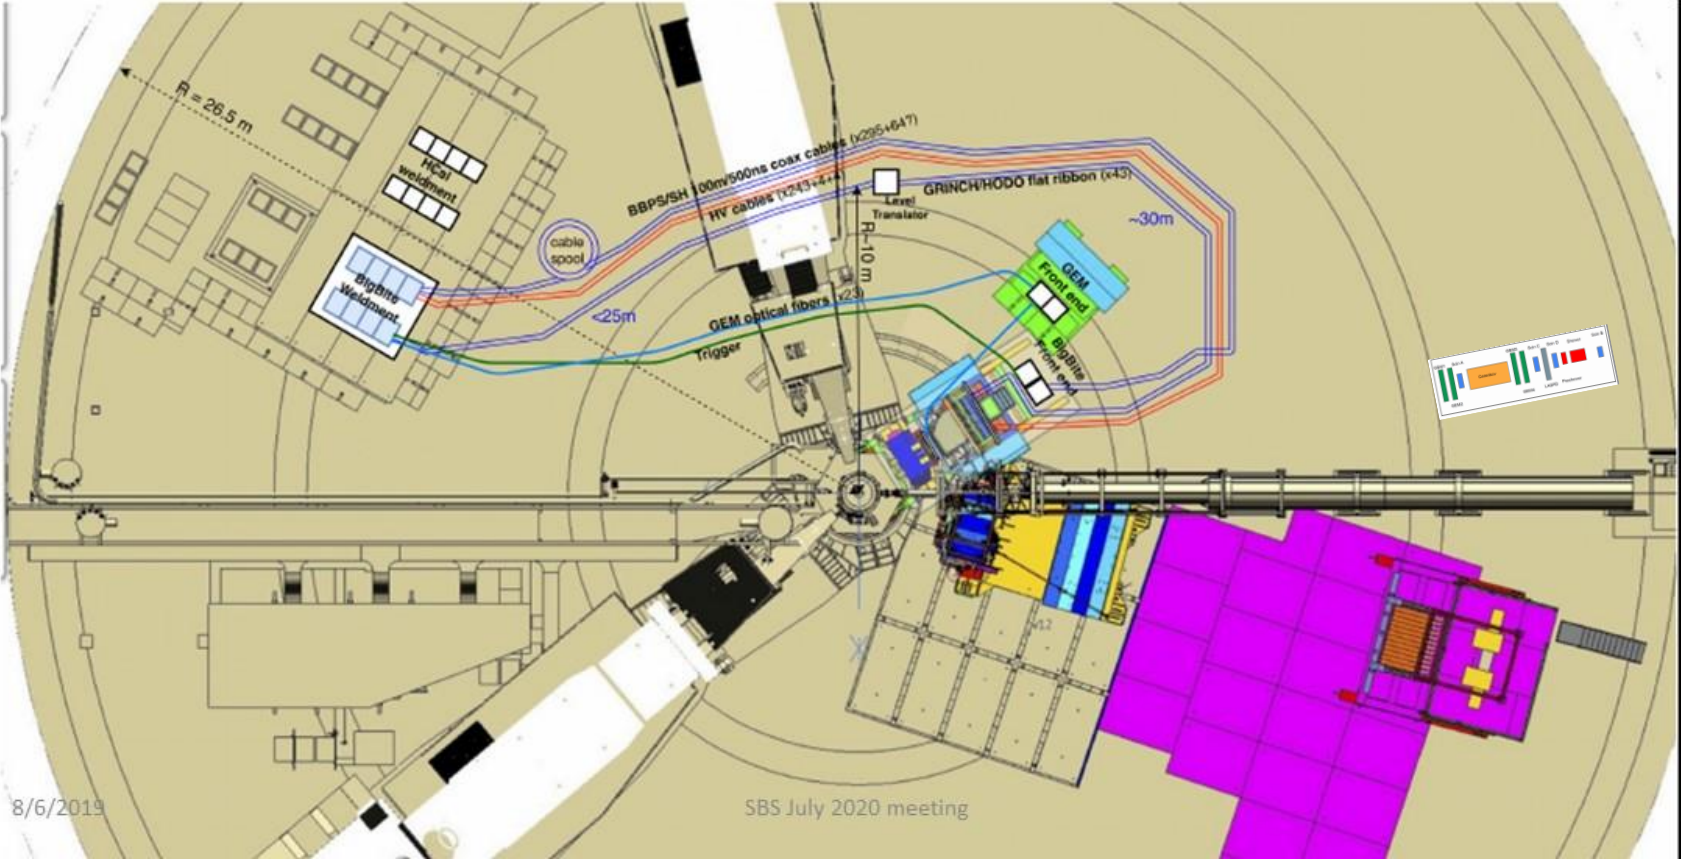 R = 26.5 m
HCal
weldment
BigBite
Weldment
cable
spool
BBPS/SH 100m/500ns coax cables (x295+64?)
HV cables (x243+4+4)
Level
Translator
GRINCH/HODO flat ribbon (x43)
~30m
R~10 m
<25m
GEM optical fibers (x23)
Trigger
GEM
Front end
BigBite
Front end
v12
8/6/2019
SBS July 2020 meeting